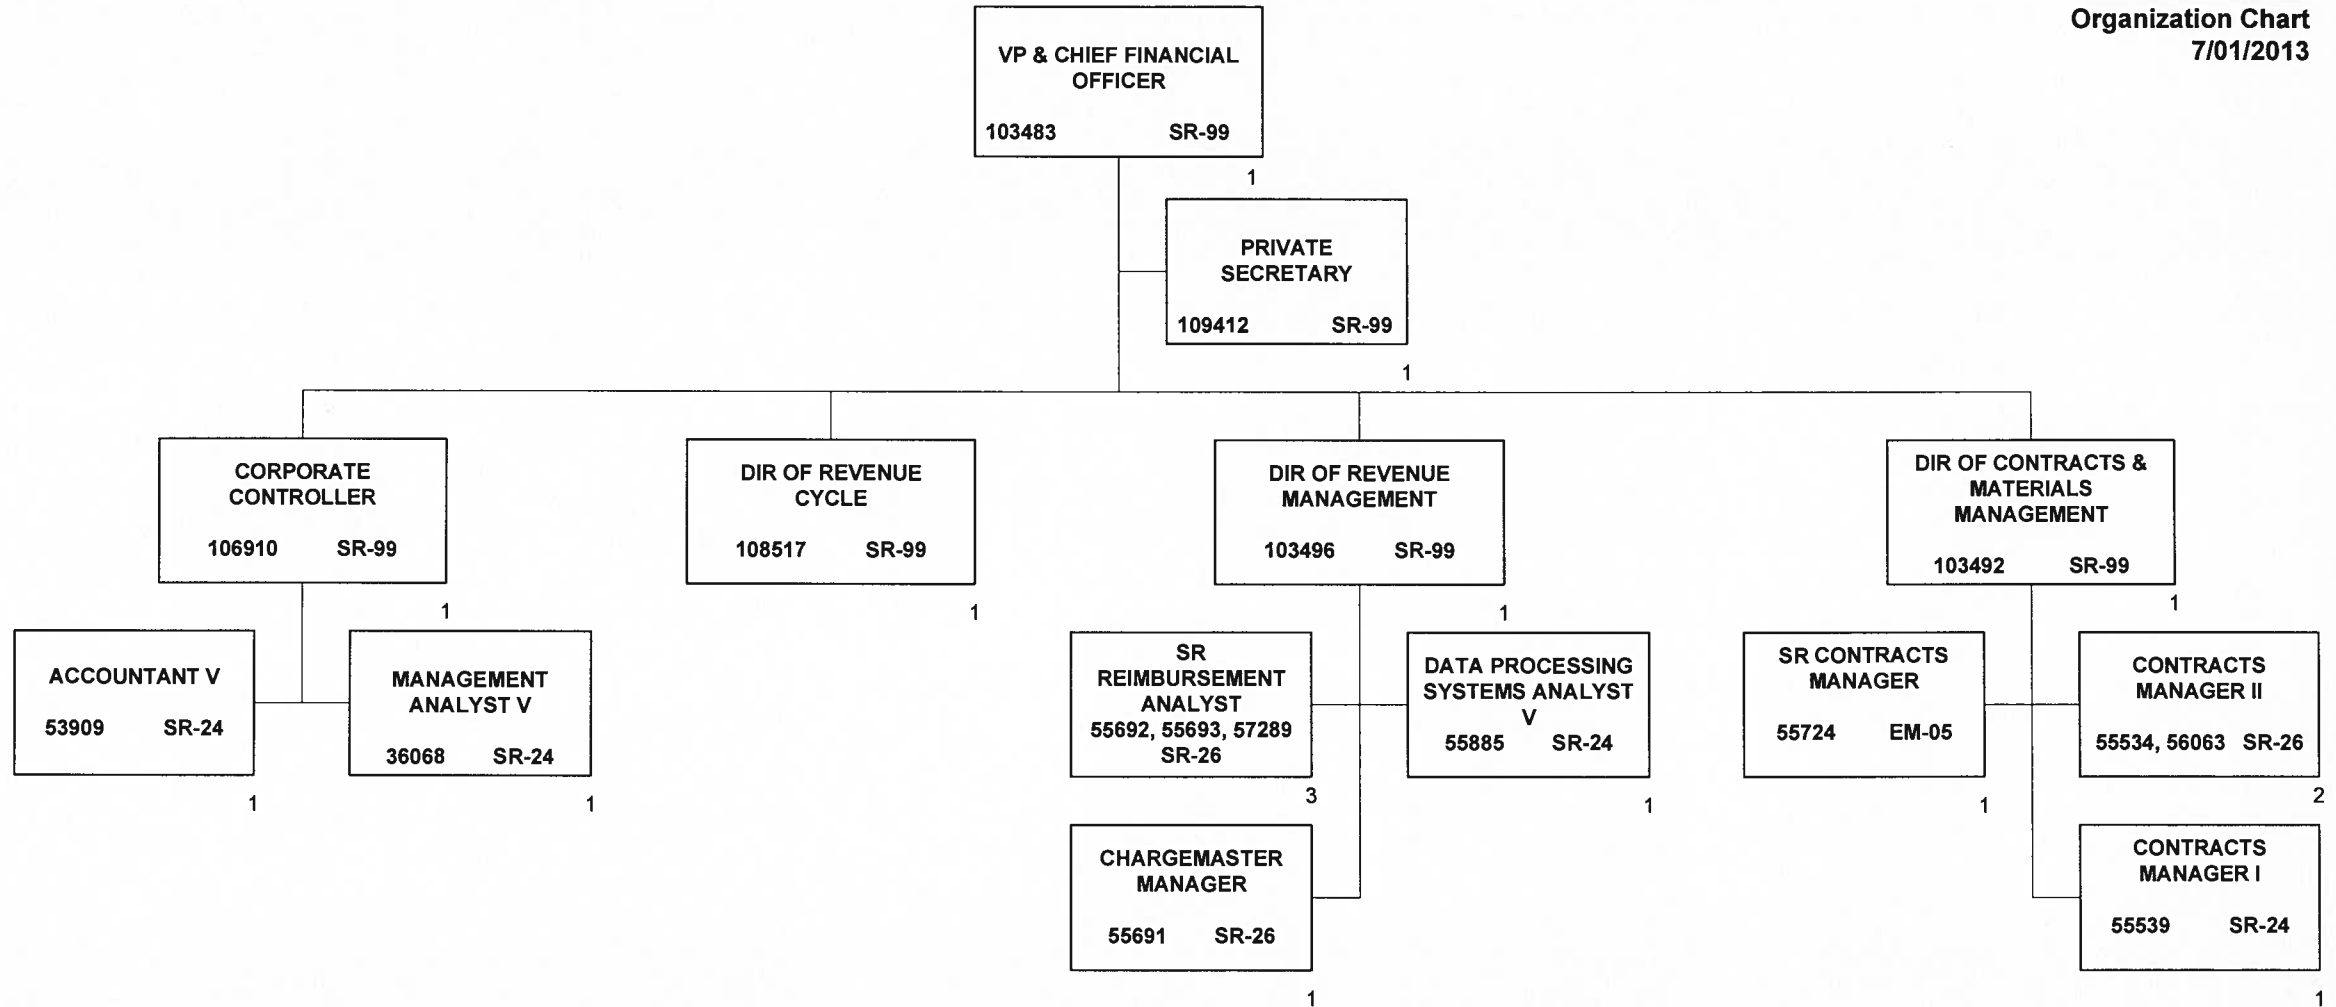 Organization Chart
7/01/2013
VP & CHIEF FINANCIAL
OFFICER
103483 SR-99
1
PRIVATE
SECRETARY
109412 SR-99
1
CORPORATE
CONTROLLER
106910 SR-99
1
DIR OF REVENUE
CYCLE
108517 SR-99
1
DIR OF REVENUE
MANAGEMENT
103496 SR-99
1
DIR OF CONTRACTS &
MATERIALS
MANAGEMENT
103492 SR-99
1
ACCOUNTANT V
53909 SR-24
1
MANAGEMENT
ANALYST V
36068 SR-24
1
SR
REIMBURSEMENT
ANALYST
55692, 55693, 57289
SR-26
3
DATA PROCESSING
SYSTEMS ANALYST
V
55885 SR-24
1
SR CONTRACTS
MANAGER
55724 EM-05
1
CONTRACTS
MANAGER II
55534, 56063 SR-26
2
CHARGEMASTER
MANAGER
55691 SR-26
1
CONTRACTS
MANAGER I
55539 SR-24
1